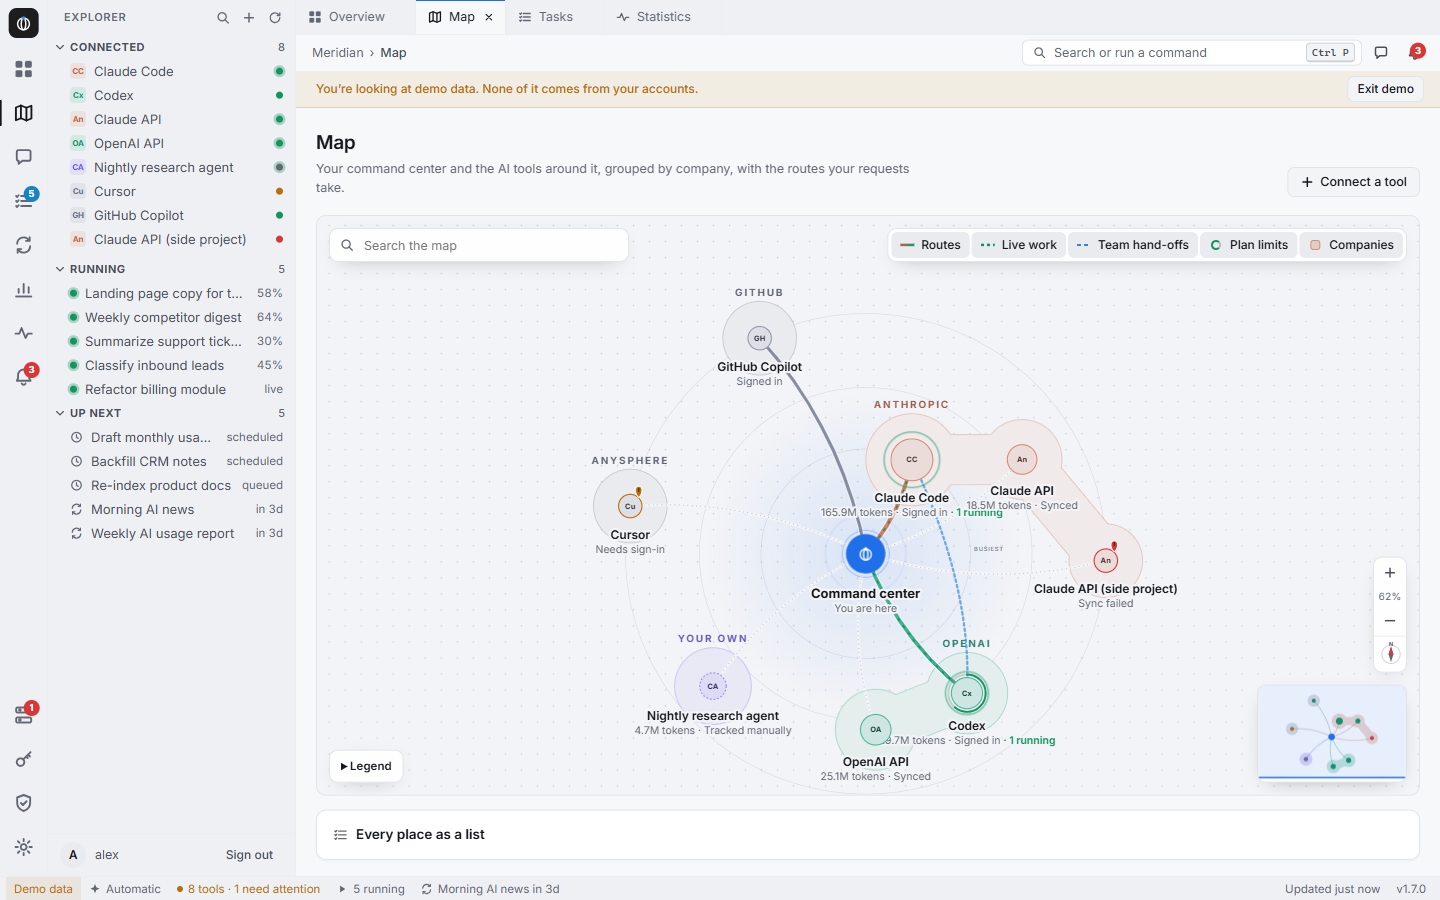 EXPLORER
CONNECTED 8
CC Claude Code
Cx Codex
An Claude API
OA OpenAI API
CA Nightly research agent
Cu Cursor
GH GitHub Copilot
An Claude API (side project)
RUNNING 5
Landing page copy for t... 58%
Weekly competitor digest 64%
Summarize support tick... 30%
Classify inbound leads 45%
Refactor billing module live
UP NEXT 5
Draft monthly usa... scheduled
Backfill CRM notes scheduled
Re-index product docs queued
Morning AI news in 3d
Weekly AI usage report in 3d
5
3
1
A alex Sign out
Overview Map Tasks Statistics
Meridian › Map
Search or run a command Ctrl P
3
You're looking at demo data. None of it comes from your accounts. Exit demo
Map
Your command center and the AI tools around it, grouped by company, with the routes your requests
take.
Connect a tool
Search the map
Routes Live work Team hand-offs Plan limits Companies
GITHUB
GH
GitHub Copilot
Signed in
ANTHROPIC
CC
Claude Code
165.9M tokens · Signed in · 1 running
An
Claude API
18.5M tokens · Synced
ANYSPHERE
Cu
Cursor
Needs sign-in
BUSIEST
An
Claude API (side project)
Sync failed
Command center
You are here
YOUR OWN
CA
Nightly research agent
4.7M tokens · Tracked manually
OPENAI
Cx
Codex
9.7M tokens · Signed in · 1 running
OA
OpenAI API
25.1M tokens · Synced
62%
N
Legend
Every place as a list
Demo data Automatic 8 tools · 1 need attention 5 running Morning AI news in 3d Updated just now v1.7.0